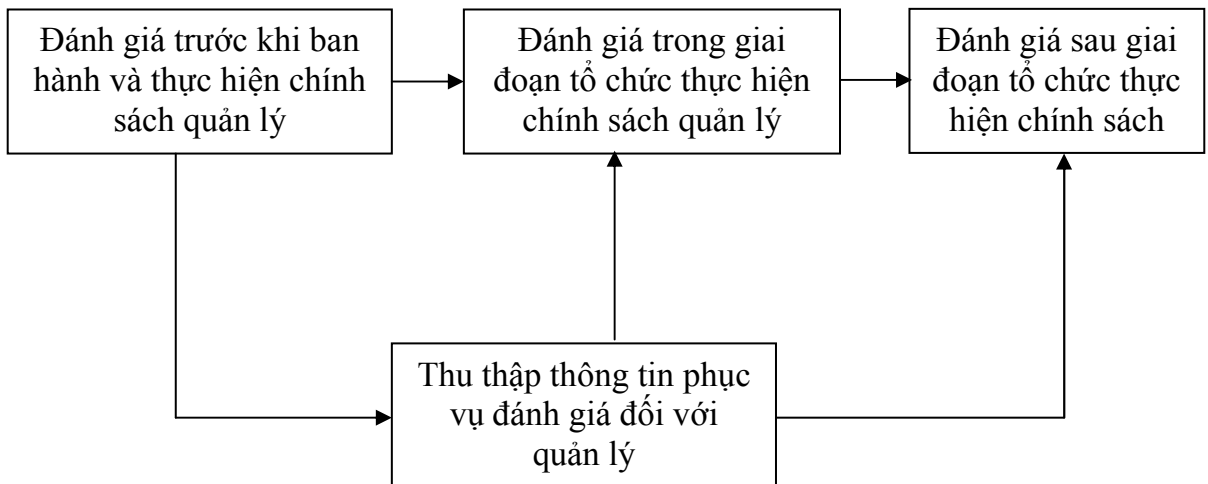 Đánh giá trước khi ban
hành và thực hiện chính
sách quản lý
Đánh giá trong giai
đoạn tổ chức thực hiện
chính sách quản lý
Đánh giá sau giai
đoạn tổ chức thực
hiện chính sách
Thu thập thông tin phục
vụ đánh giá đối với
quản lý